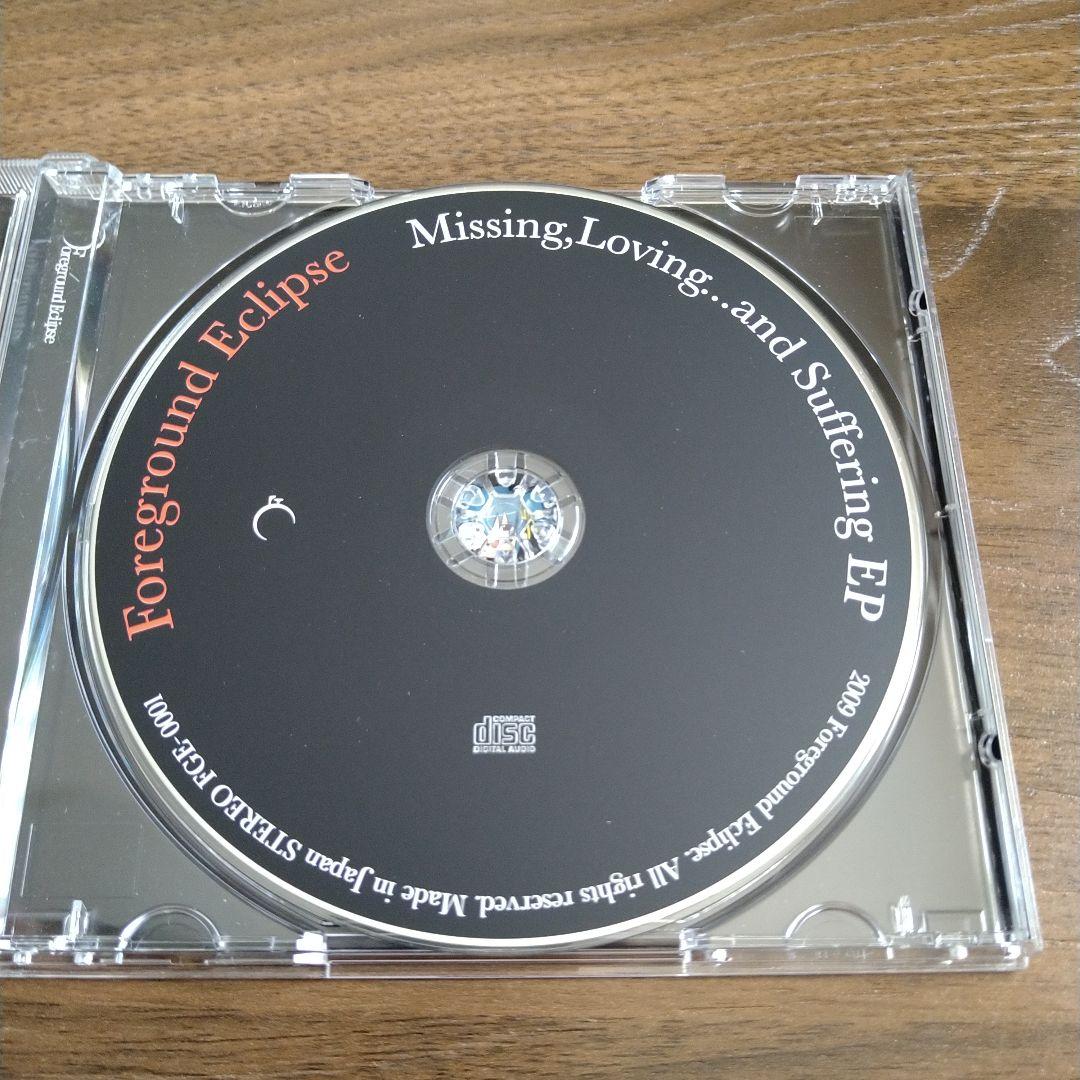 Foreground Eclipse
Missing,Loving...and Suffering EP
2009 Foreground Eclipse. All rights reserved. Made in Japan STEREO FGE-0001
COMPACT
disc
DIGITAL AUDIO
Foreground Eclipse